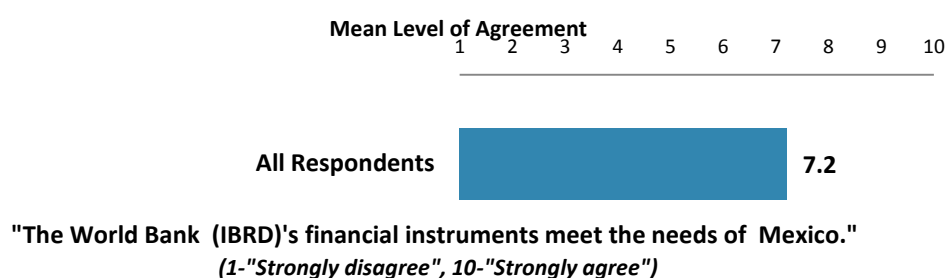 Mean Level of Agreement
1 2 3 4 5 6 7 8 9 10
All Respondents 7.2
"The World Bank (IBRD)'s financial instruments meet the needs of Mexico."
(1-"Strongly disagree", 10-"Strongly agree")